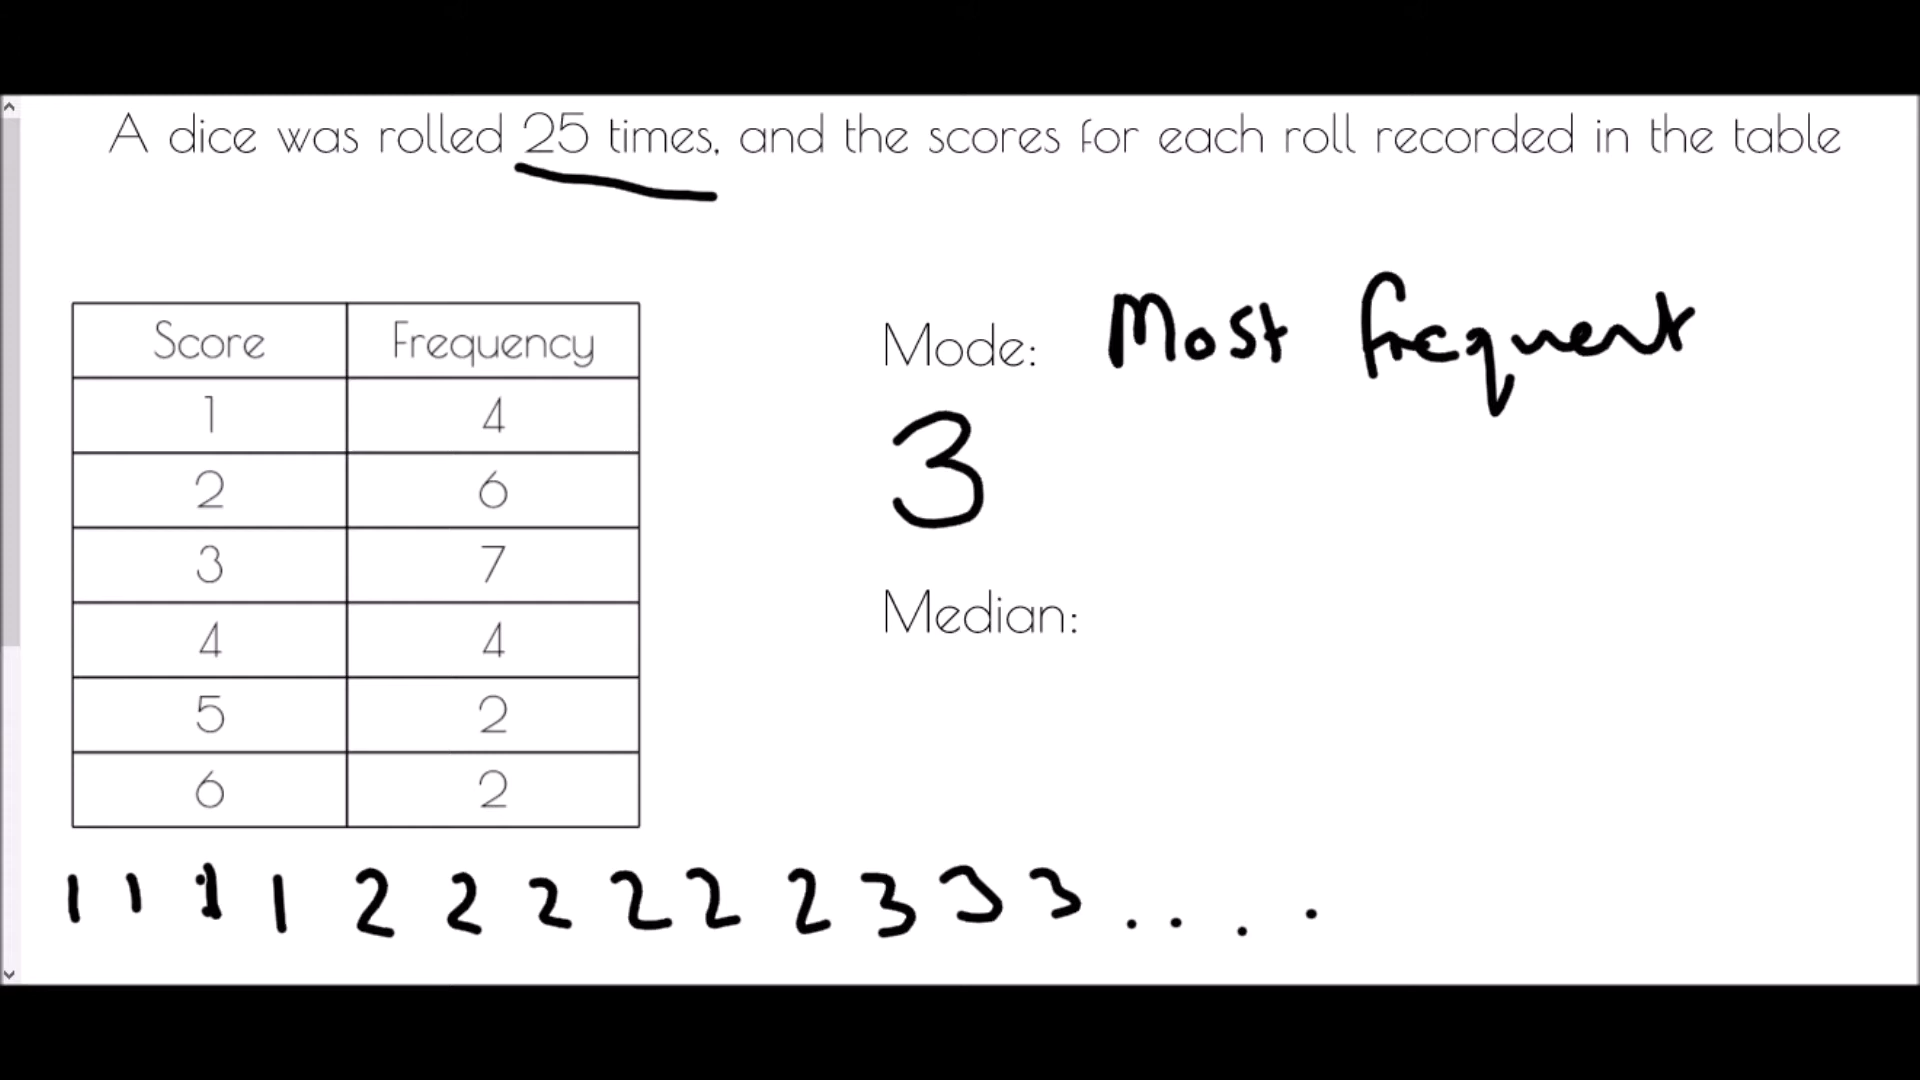 A dice was rolled 25 times, and the scores for each roll recorded in the table
Score Frequency
1 4
2 6
3 7
4 4
5 2
6 2
Mode: Most frequent
3
Median:
1 1 1 1 2 2 2 2 2 2 3 3 3 . . . .